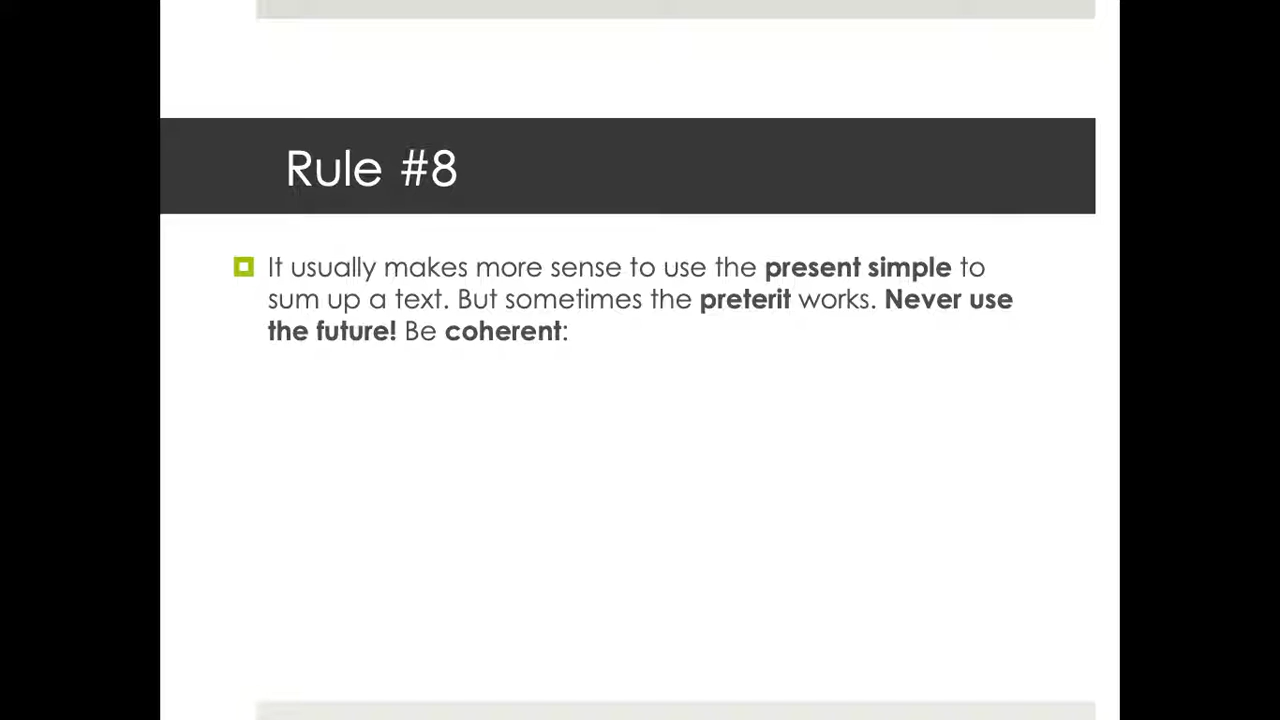 Rule #8
It usually makes more sense to use the present simple to
sum up a text. But sometimes the preterit works. Never use
the future! Be coherent: